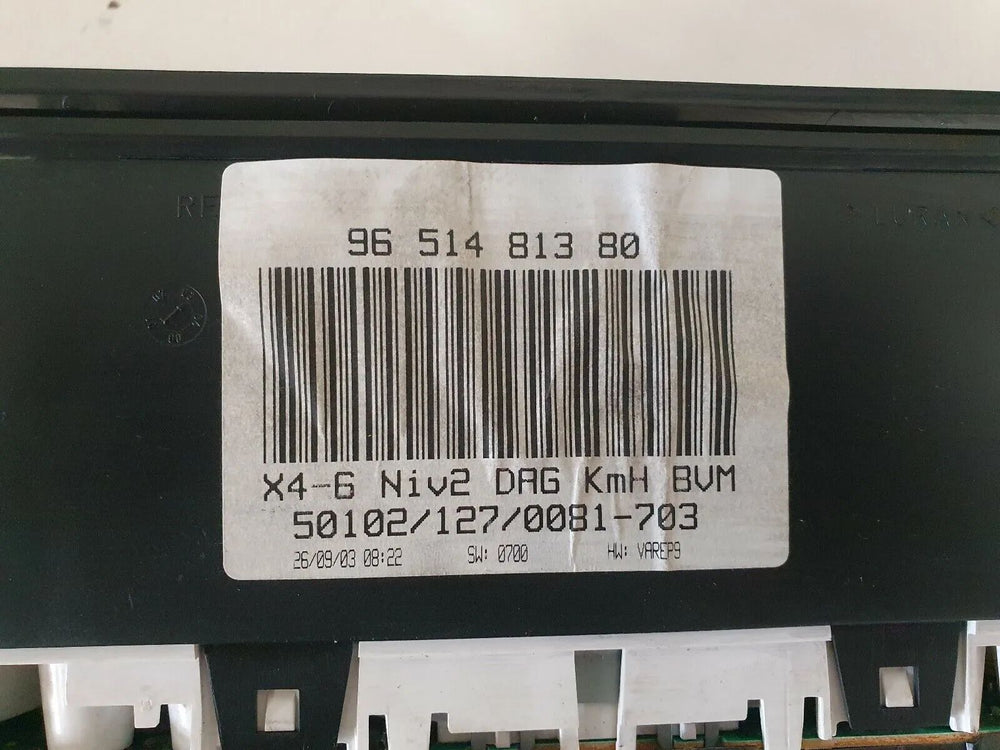 96 514 813 80
X4-6 Niv2 DAG KmH BVM
50102/127/0081-703
26/09/03 08:22 SW: 0700 HW: VAREP9
LURAN